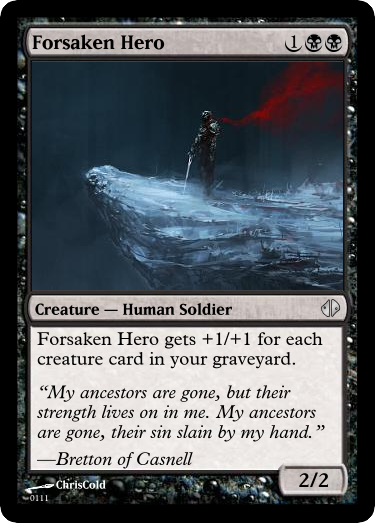 Forsaken Hero 1
Creature — Human Soldier
Forsaken Hero gets +1/+1 for each
creature card in your graveyard.
“My ancestors are gone, but their
strength lives on in me. My ancestors
are gone, their sin slain by my hand.”
—Bretton of Casnell
2/2
ChrisCold
0111